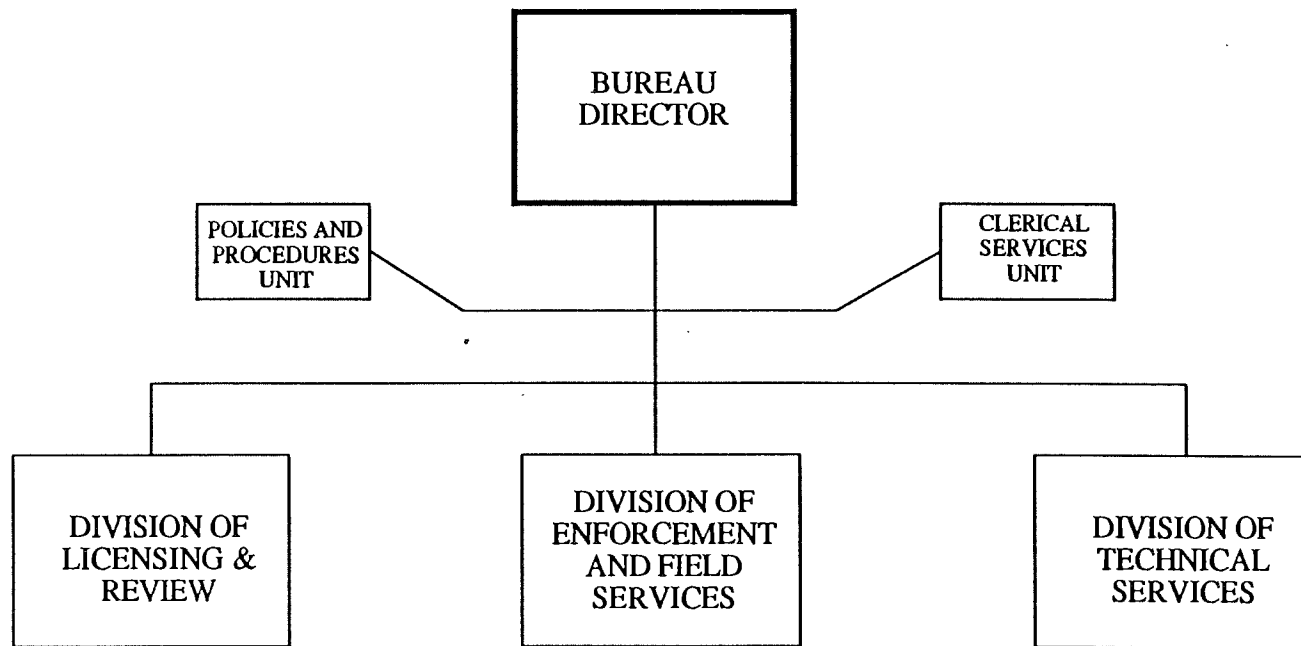 BUREAU
DIRECTOR
POLICIES AND
PROCEDURES
UNIT
CLERICAL
SERVICES
UNIT
DIVISION OF
LICENSING &
REVIEW
DIVISION OF
ENFORCEMENT
AND FIELD
SERVICES
DIVISION OF
TECHNICAL
SERVICES